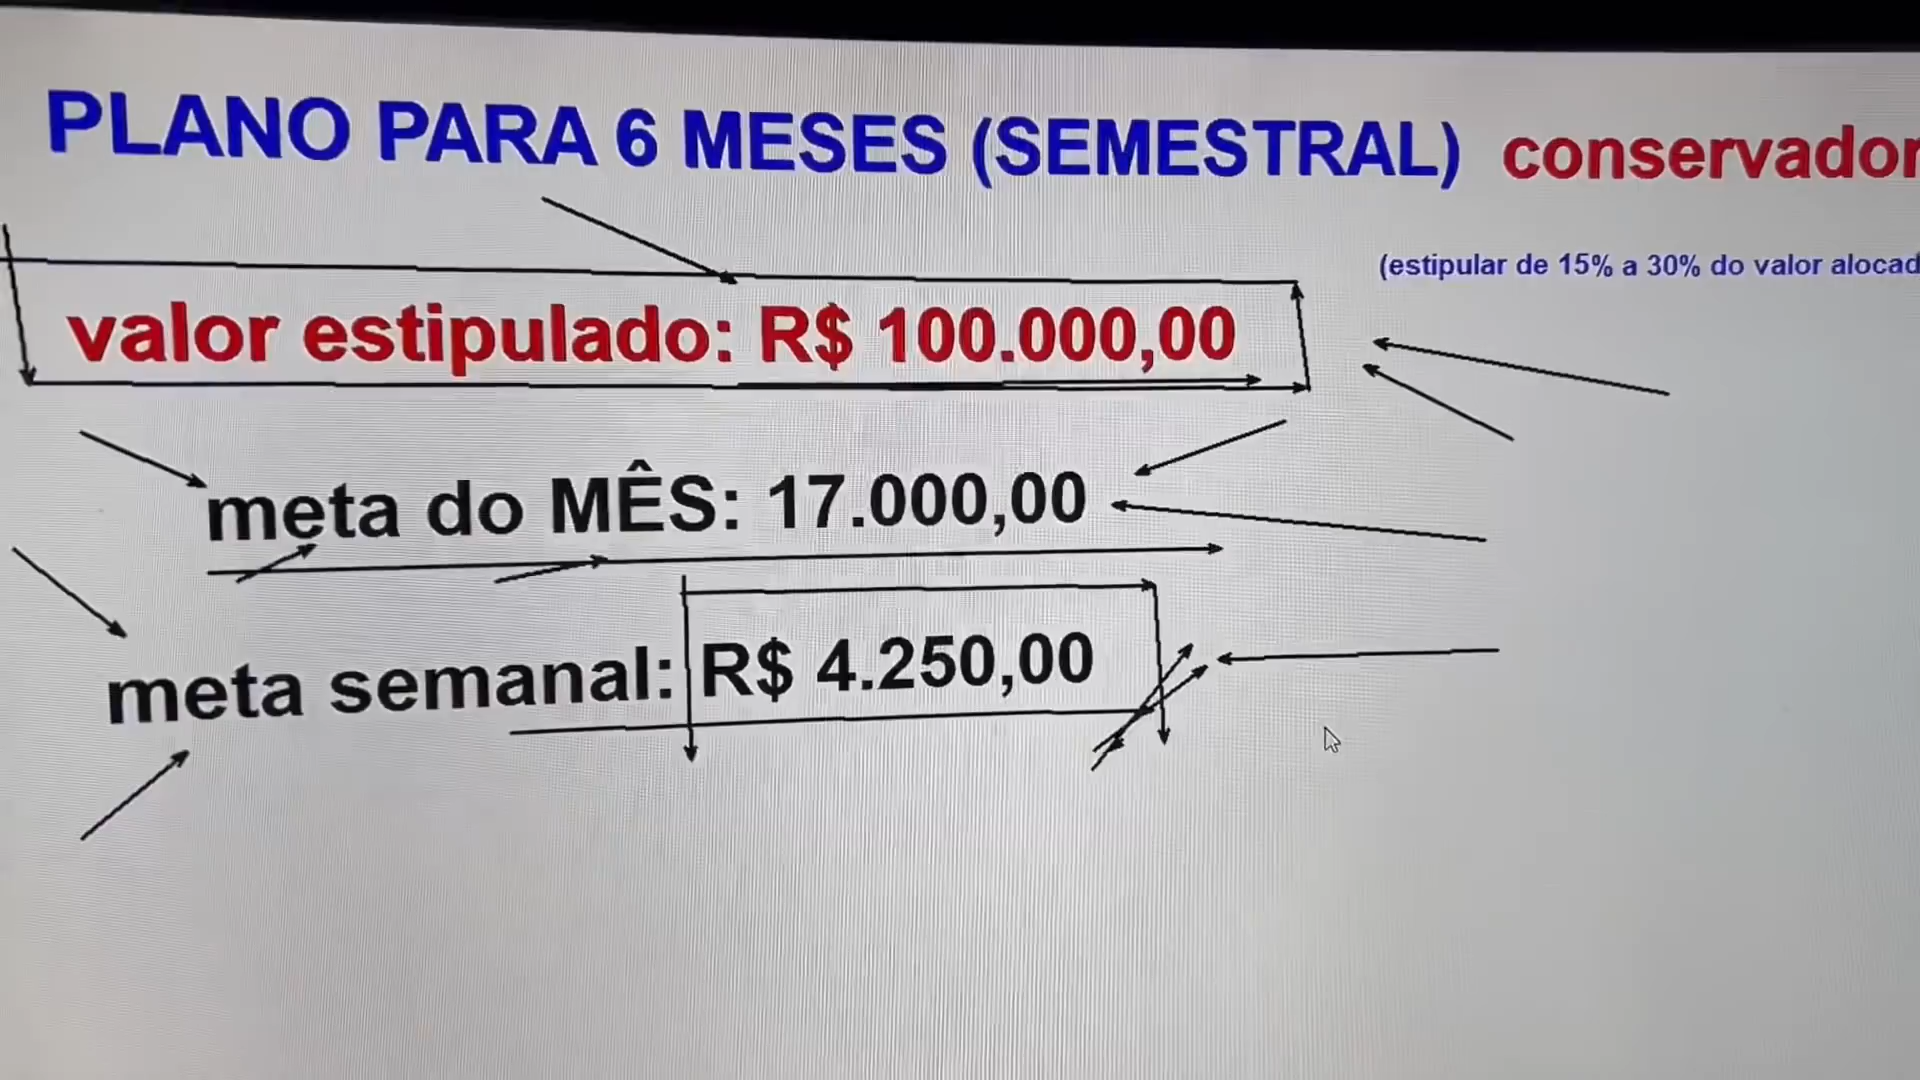 PLANO PARA 6 MESES (SEMESTRAL) conservador
(estipular de 15% a 30% do valor alocad
valor estipulado: R$ 100.000,00
meta do MÊS: 17.000,00
meta semanal: R$ 4.250,00